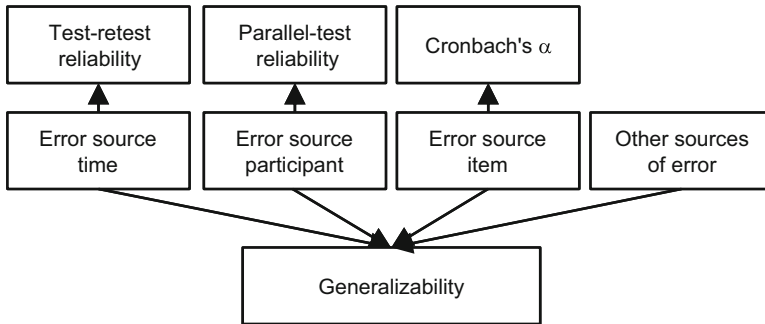 Test-retest
reliability
Parallel-test
reliability
Cronbach's α
Error source
time
Error source
participant
Error source
item
Other sources
of error
Generalizability